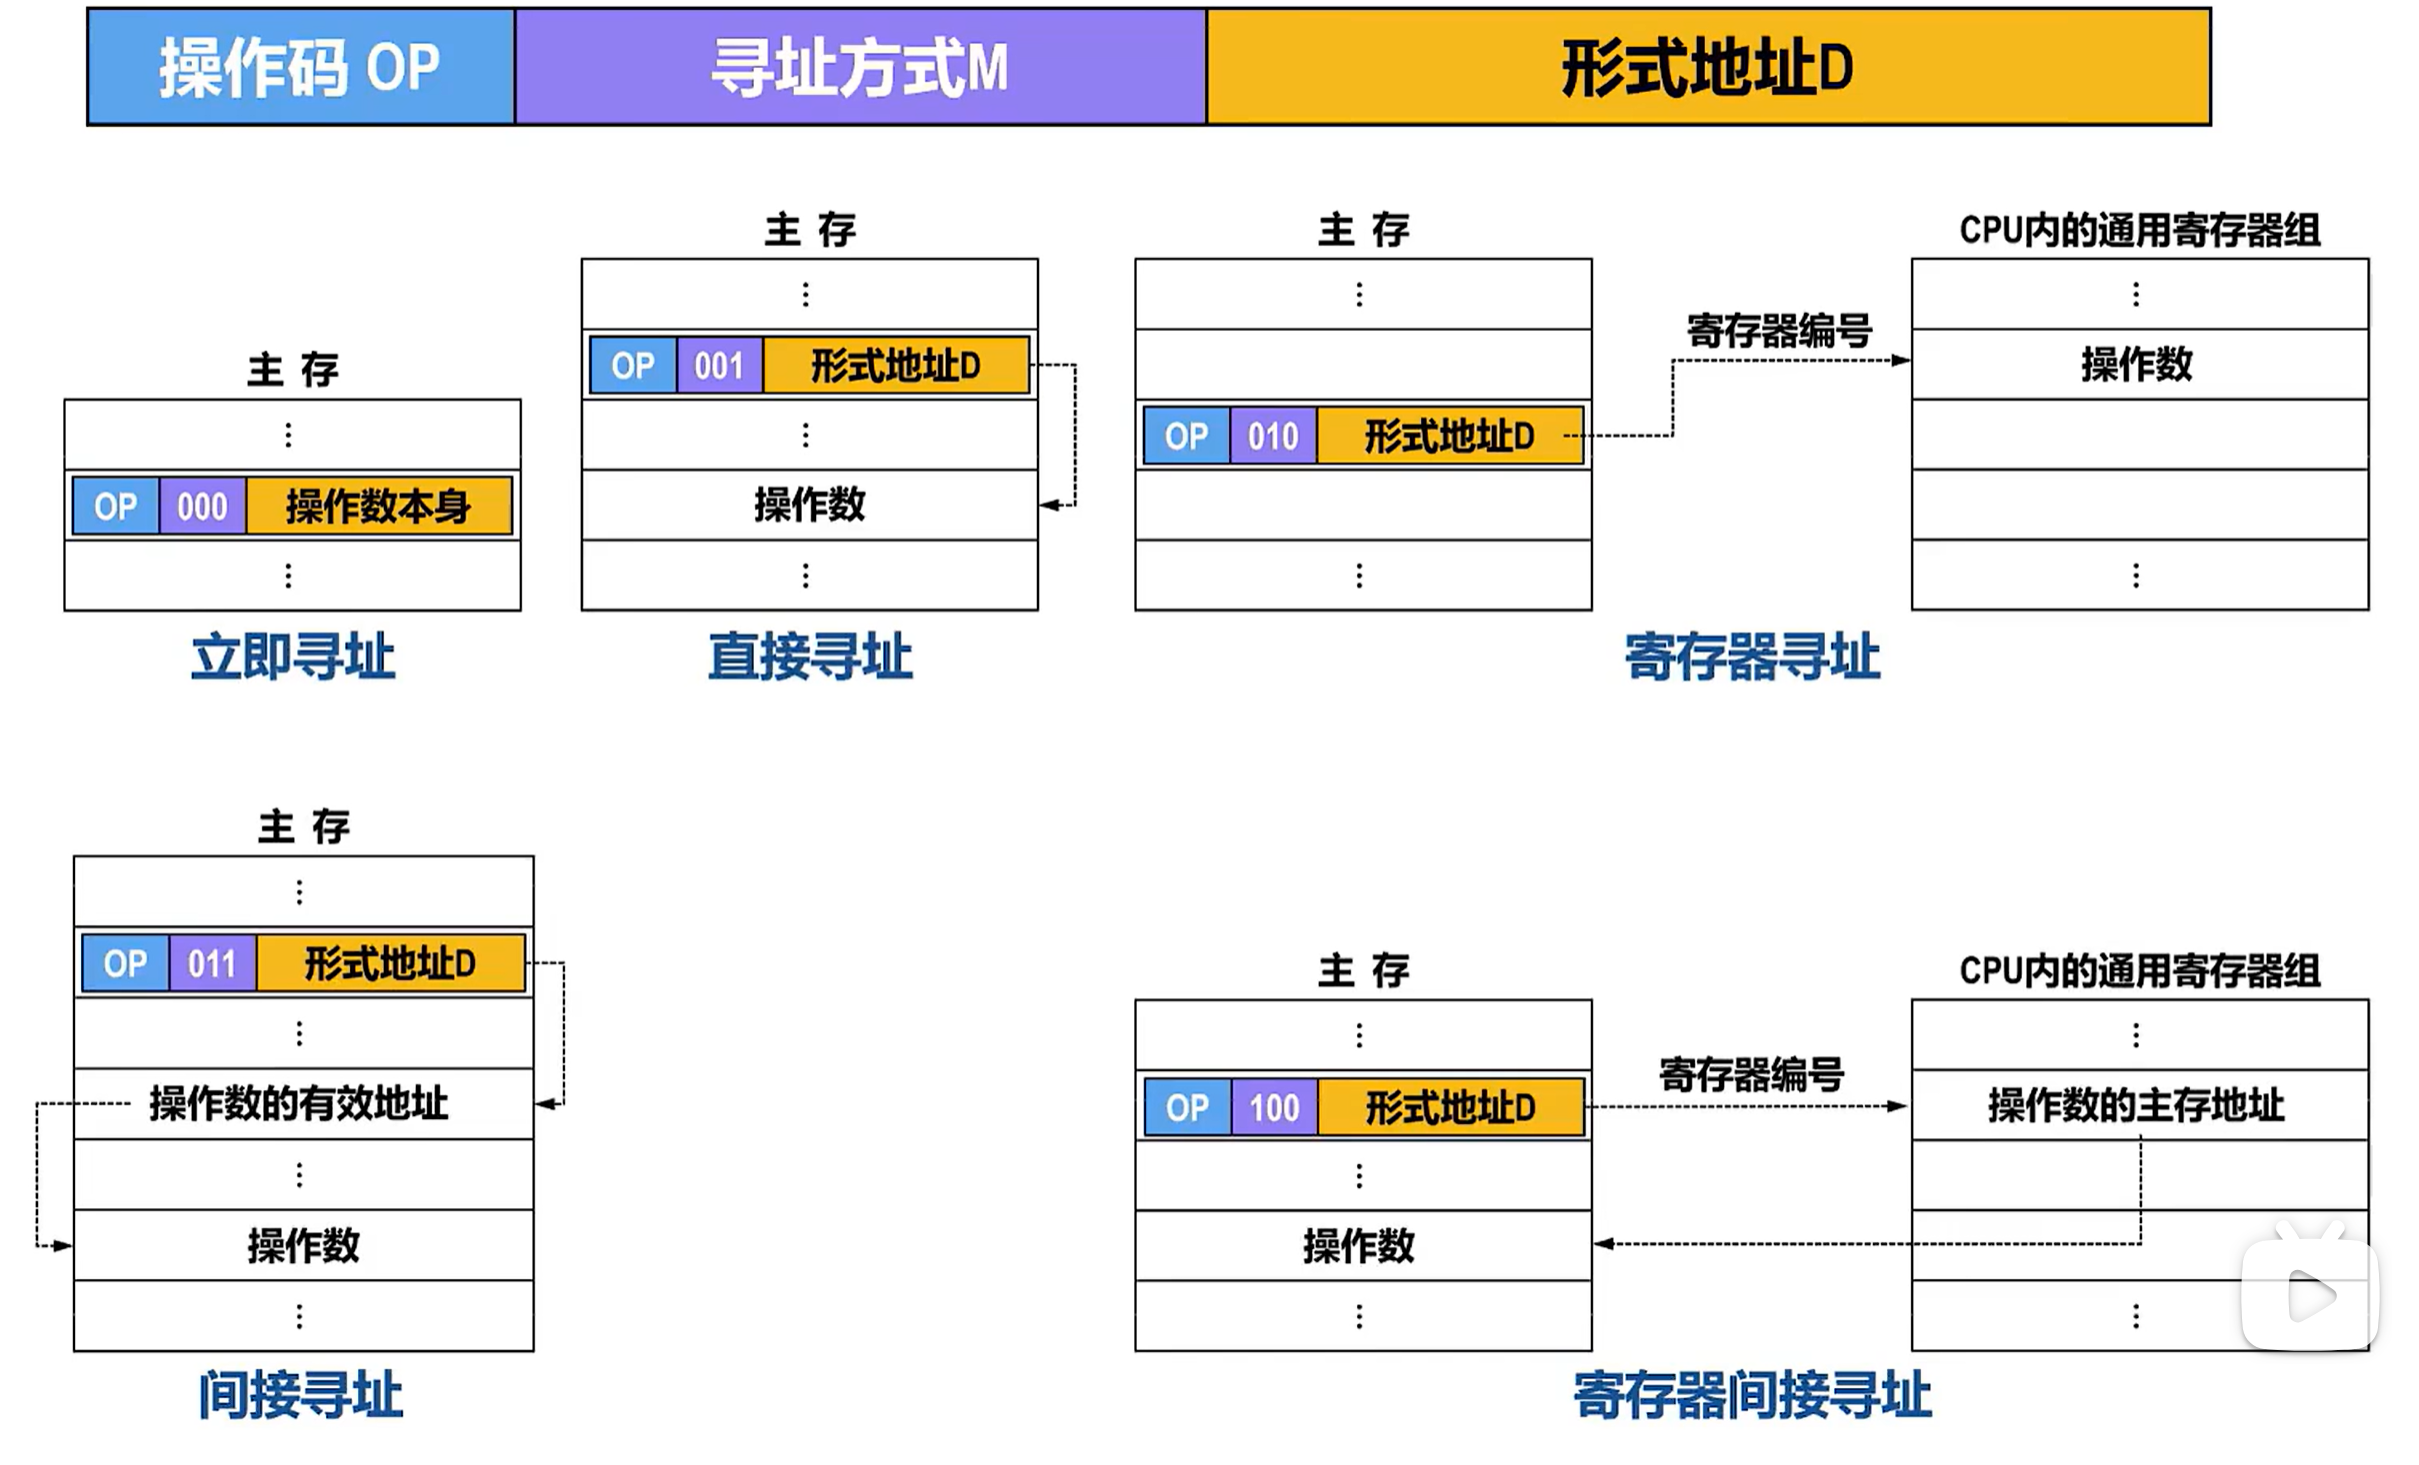 操作码 OP 寻址方式M 形式地址D
主 存
⋮
OP 000 操作数本身
⋮
立即寻址
主 存
⋮
OP 001 形式地址D
⋮
操作数
⋮
直接寻址
主 存
⋮
OP 010 形式地址D
⋮
寄存器编号
CPU内的通用寄存器组
⋮
操作数
⋮
寄存器寻址
主 存
⋮
OP 011 形式地址D
⋮
操作数的有效地址
⋮
操作数
⋮
间接寻址
主 存
⋮
OP 100 形式地址D
⋮
操作数
⋮
寄存器编号
CPU内的通用寄存器组
⋮
操作数的主存地址
⋮
寄存器间接寻址